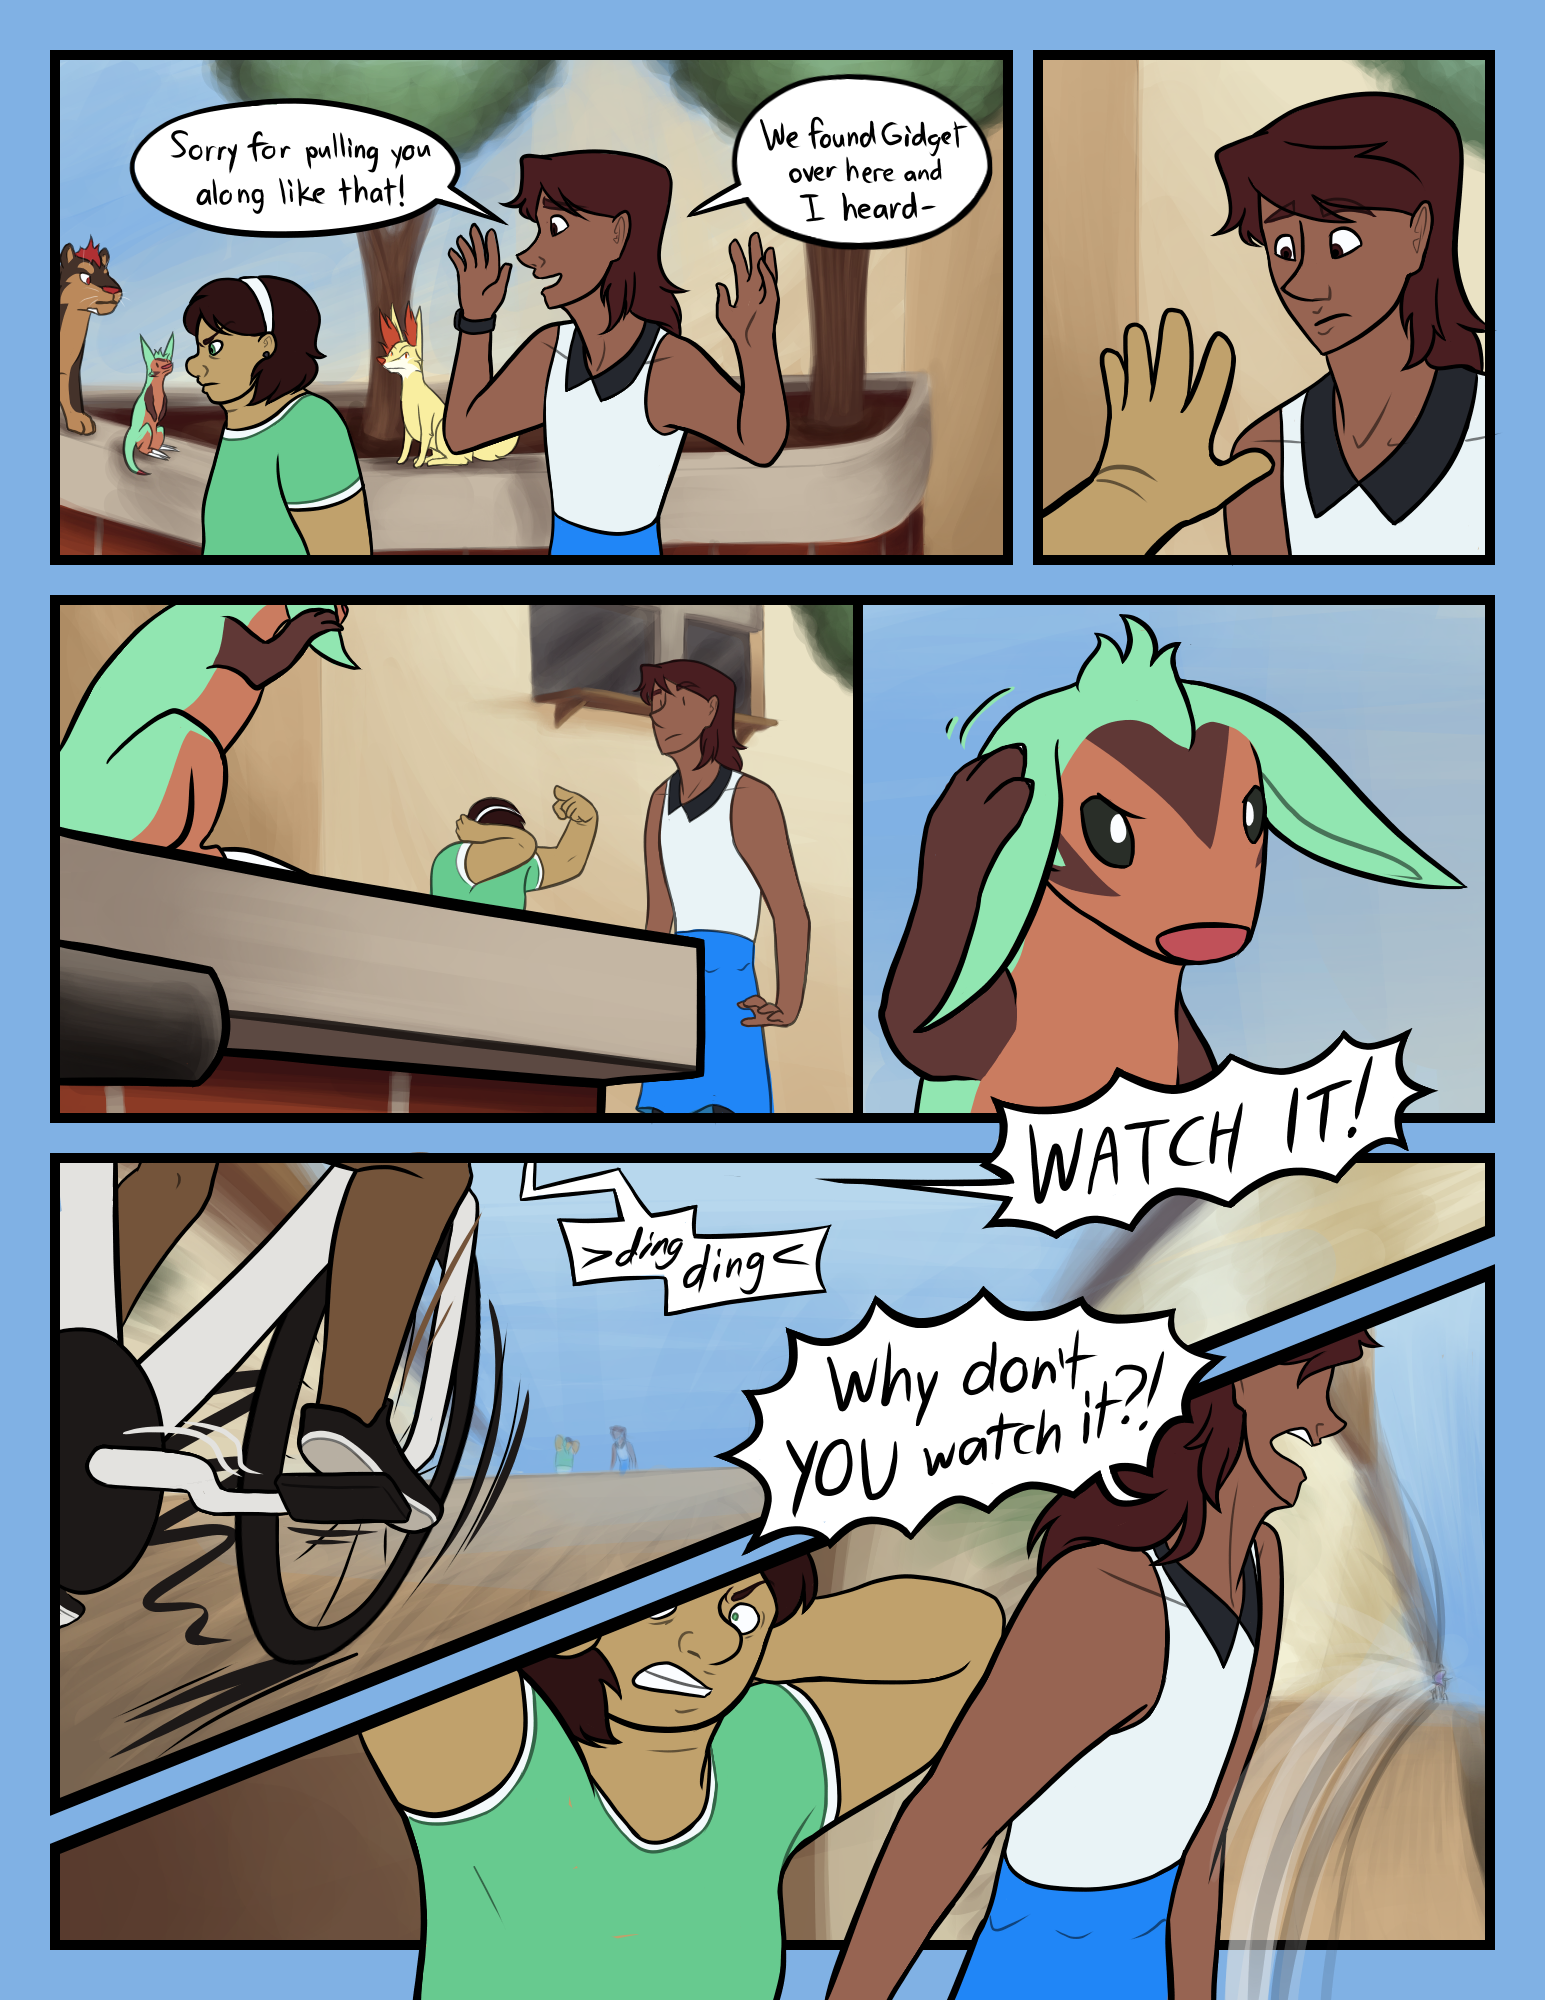 Sorry for pulling you
along like that!
We found Gidget
over here and
I heard-
WATCH IT!
>ding
ding<
Why don't
YOU watch it?!